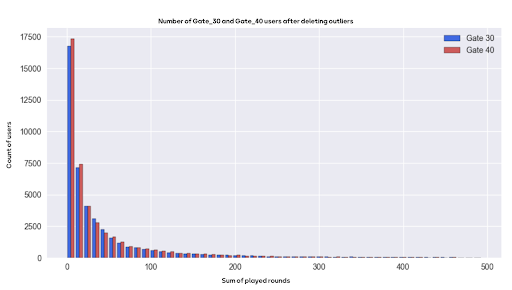 Number of Gate_30 and Gate_40 users after deleting outliers
Gate 30
Gate 40
17500
15000
12500
10000
7500
5000
2500
0
Count of users
0 100 200 300 400 500
Sum of played rounds